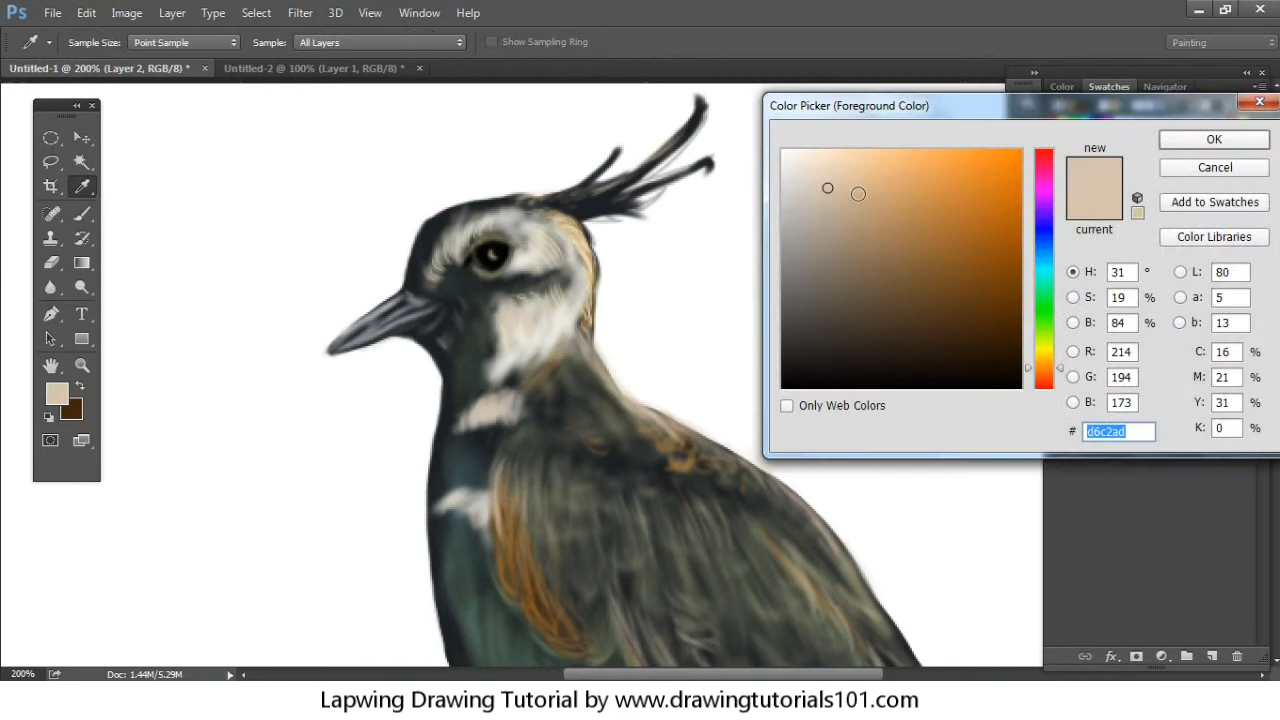 Ps File Edit Image Layer Type Select Filter 3D View Window Help
Sample Size: Point Sample Sample: All Layers Show Sampling Ring Painting
Untitled-1 @ 200% (Layer 2, RGB/8) * × Untitled-2 @ 100% (Layer 1, RGB/8) * ×
Color Swatches Navigator
Color Picker (Foreground Color)
new
current
OK
Cancel
Add to Swatches
Color Libraries
H: 31 °
S: 19 %
B: 84 %
R: 214
G: 194
B: 173
# d6c2ad
L: 80
a: 5
b: 13
C: 16 %
M: 21 %
Y: 31 %
K: 0 %
Only Web Colors
T
fx
200% Doc: 1.44M/5.29M
Lapwing Drawing Tutorial by www.drawingtutorials101.com